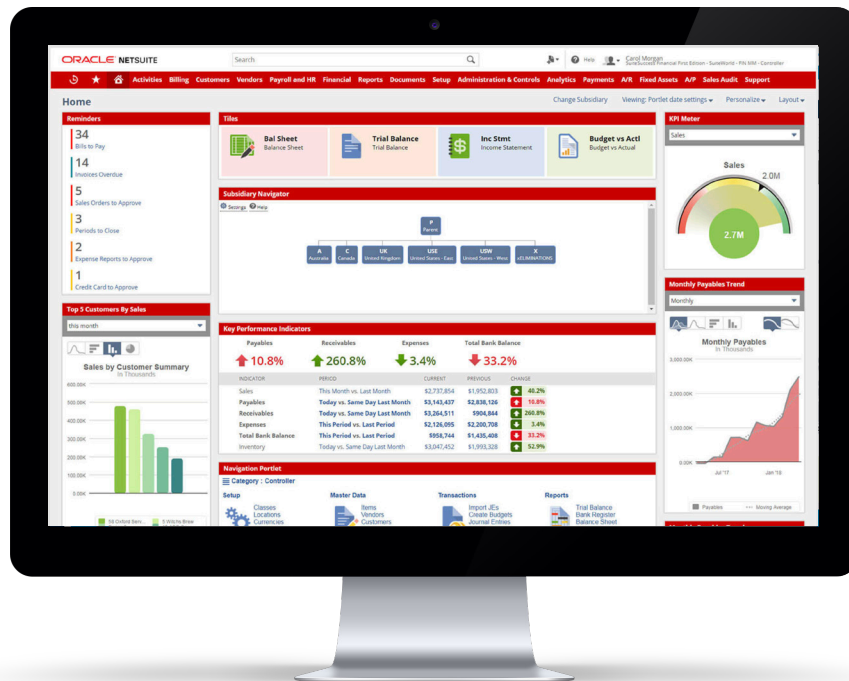 ORACLE NETSUITE
Search
Help
Carol Morgan
SuiteSuccess Financial First Edition - SuiteWorld - PIN MM - Controller
Activities Billing Customers Vendors Payroll and HR Financial Reports Documents Setup Administration & Controls Analytics Payments A/R Fixed Assets A/P Sales Audit Support
Home
Change Subsidiary Viewing: Portlet date settings Personalize Layout
Reminders
34
Bills to Pay
14
Invoices Overdue
5
Sales Orders to Approve
3
Periods to Close
2
Expense Reports to Approve
1
Credit Card to Approve
Top 5 Customers By Sales
this month
Sales by Customer Summary
In Thousands
600.00K
500.00K
400.00K
300.00K
200.00K
100.00K
0.00K
Tiles
Bal Sheet
Balance Sheet
Trial Balance
Trial Balance
Inc Stmt
Income Statement
Budget vs Actl
Budget vs Actual
Subsidiary Navigator
Settings Help
P
Parent
A
Australia
C
Canada
UK
United Kingdom
USE
United States - East
USW
United States - West
X
xELIMINATIONS
Key Performance Indicators
Payables Receivables Expenses Total Bank Balance
10.8% 260.8% 3.4% 33.2%
INDICATOR PERIOD CURRENT PREVIOUS CHANGE
Sales This Month vs. Last Month $2,737,854 $1,952,803 40.2%
Payables Today vs. Same Day Last Month $3,143,437 $2,838,126 10.8%
Receivables Today vs. Same Day Last Month $3,264,511 $904,844 260.8%
Expenses This Period vs. Last Period $2,126,095 $2,200,708 3.4%
Total Bank Balance This Period vs. Last Period $958,744 $1,435,408 33.2%
Inventory Today vs. Same Day Last Month $3,047,452 $1,993,328 52.9%
Navigation Portlet
Category : Controller
Setup
Classes
Locations
Currencies
Master Data
Items
Vendors
Customers
Transactions
Import JEs
Create Budgets
Journal Entries
Reports
Trial Balance
Bank Register
Balance Sheet
KPI Meter
Sales
Sales
2.0M
2.7M
Monthly Payables Trend
Monthly
Monthly Payables
In Thousands
3,000.00K
2,000.00K
1,000.00K
0.00K
Jul '17 Jan '18
Payables Moving Average